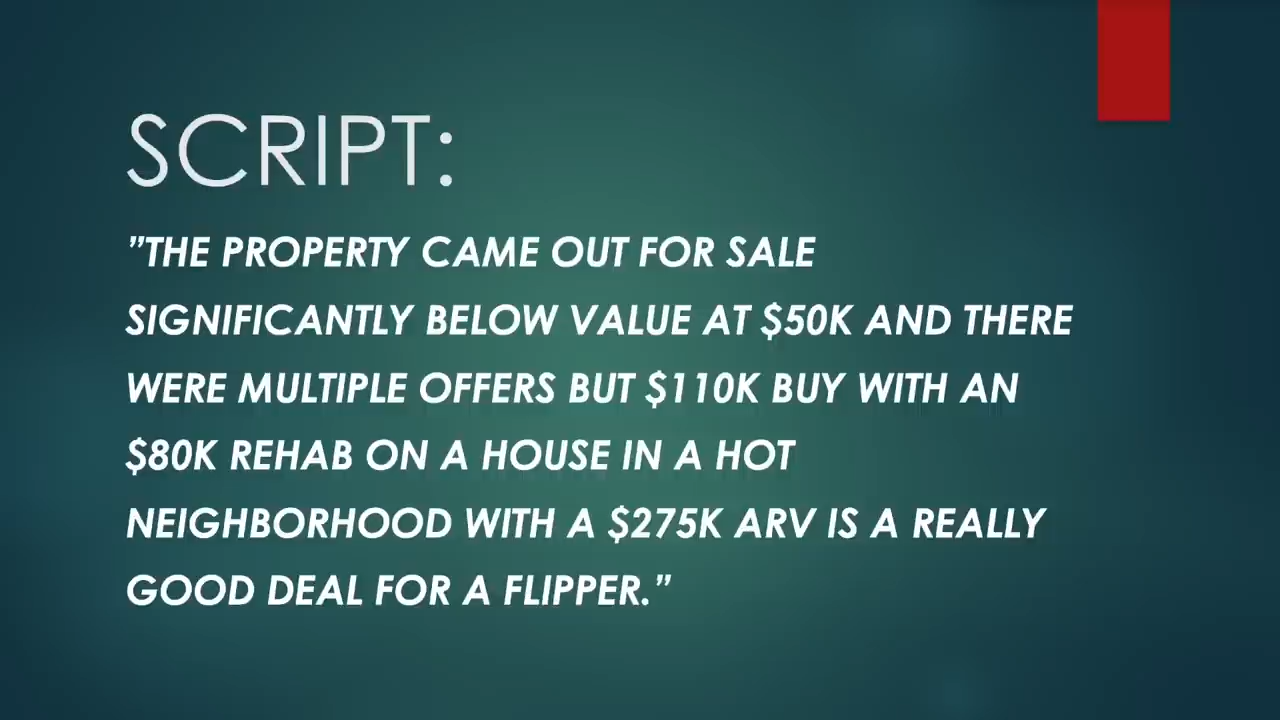 SCRIPT:
”THE PROPERTY CAME OUT FOR SALE
SIGNIFICANTLY BELOW VALUE AT $50K AND THERE
WERE MULTIPLE OFFERS BUT $110K BUY WITH AN
$80K REHAB ON A HOUSE IN A HOT
NEIGHBORHOOD WITH A $275K ARV IS A REALLY
GOOD DEAL FOR A FLIPPER.”